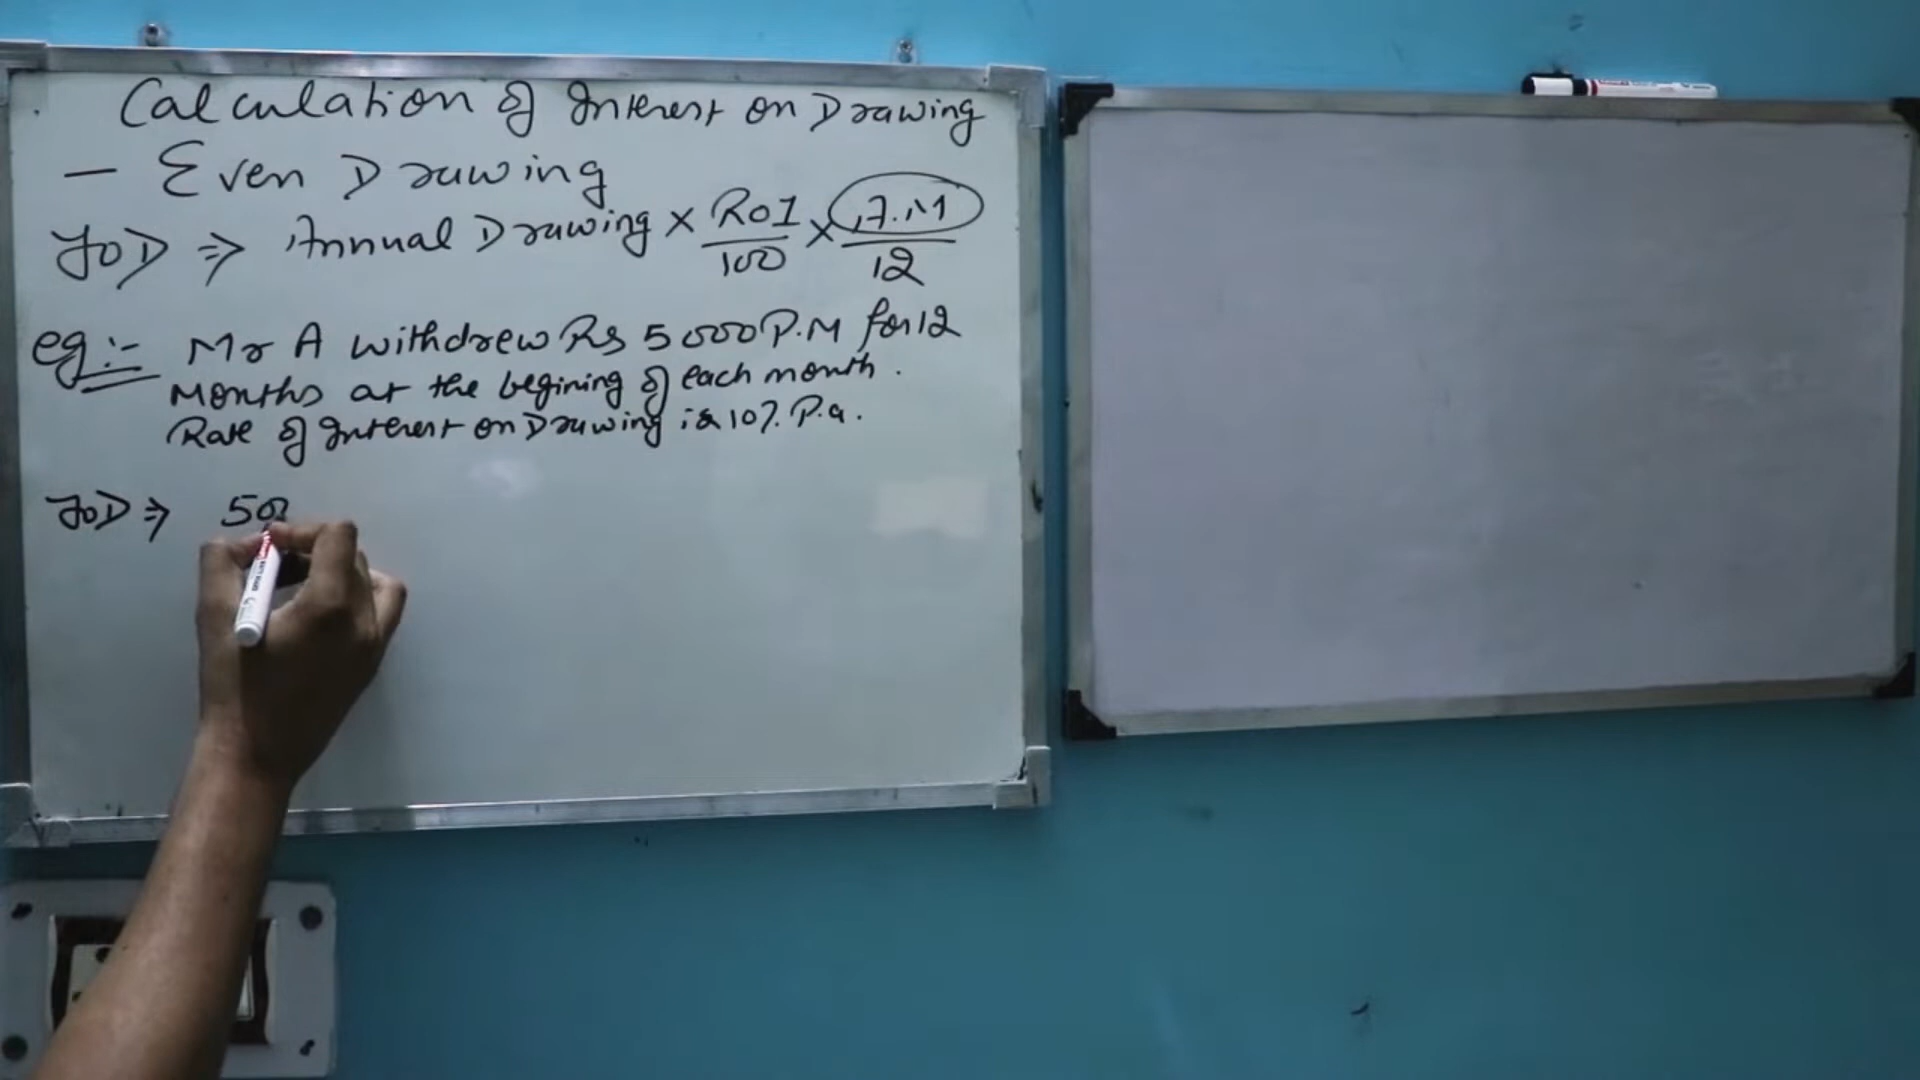 Calculation of Interest on Drawing
- Even Drawing
IOD ⇒ Annual Drawing × ROI/100 × A.M/12
eg:- Mr A withdrew Rs 5000 P.M for 12
Months at the begining of each month.
Rate of Interest on Drawing is 10% P.a.
IOD ⇒ 500